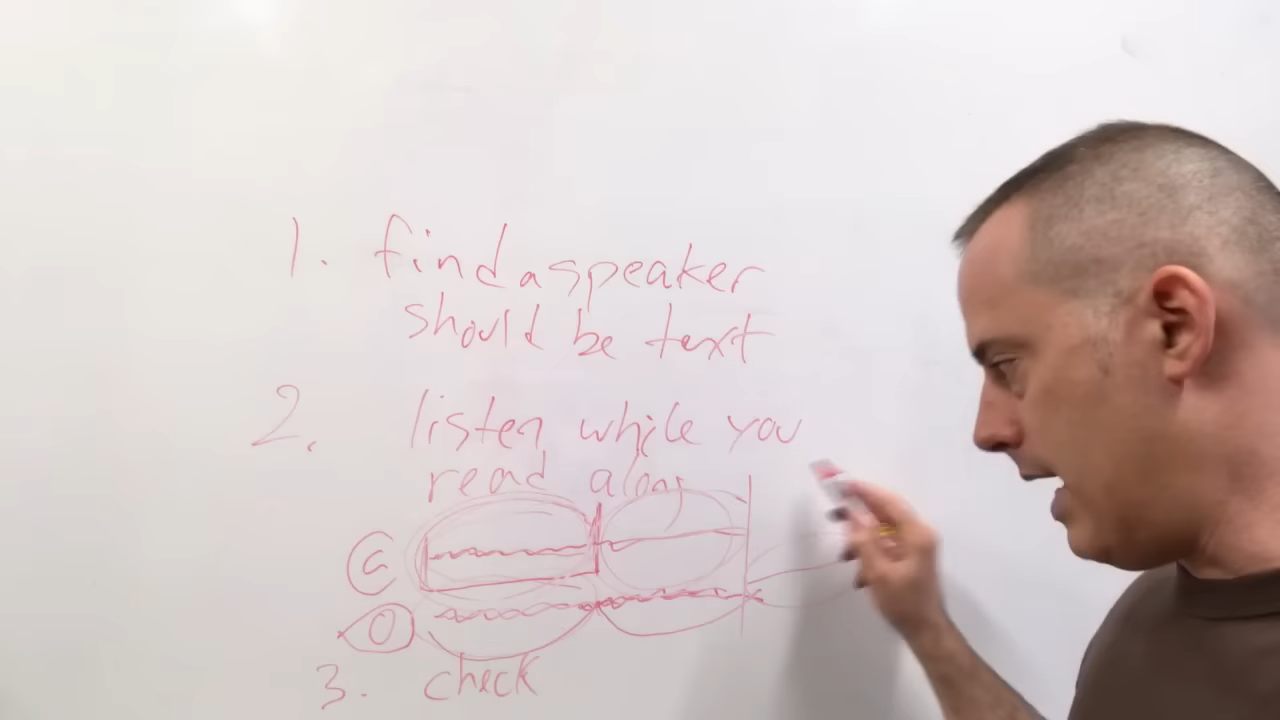 1. find a speaker
should be text
2. listen while you
read along
3. check